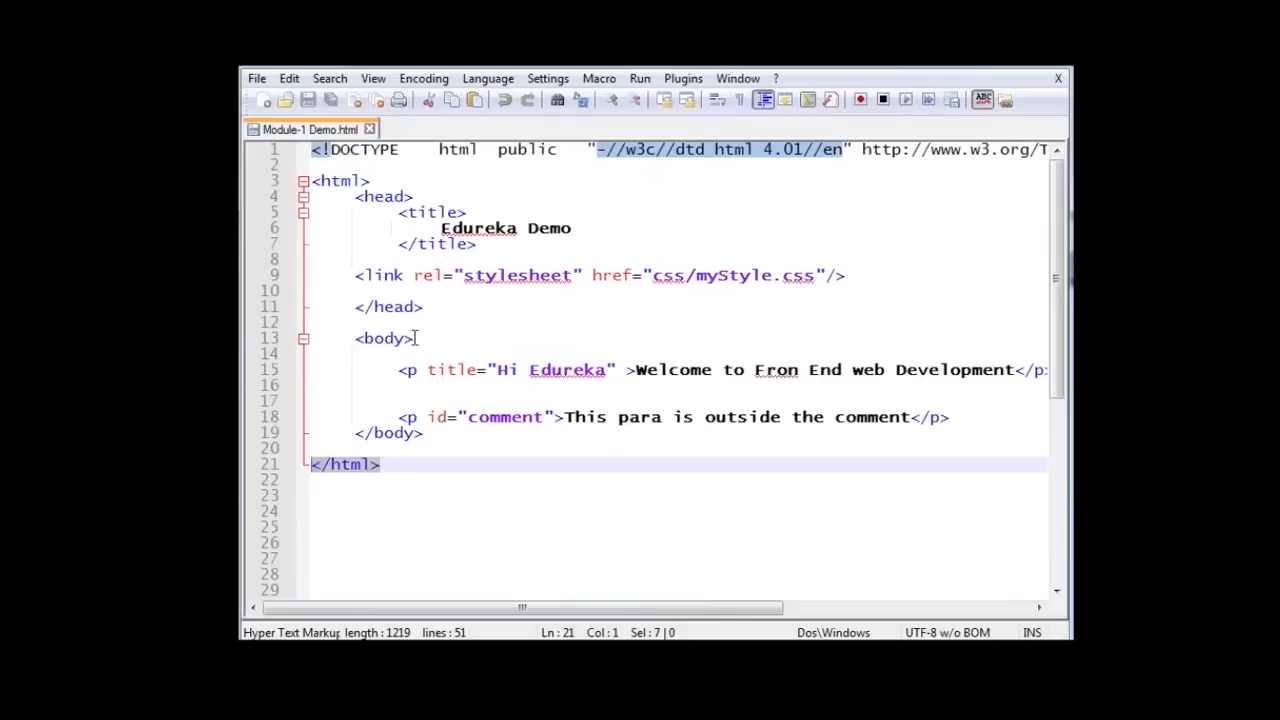 File Edit Search View Encoding Language Settings Macro Run Plugins Window ? X
ABC
Module-1 Demo.html
1 <!DOCTYPE html public "-//w3c//dtd html 4.01//en" http://www.w3.org/T
2
3 <html>
4 <head>
5 <title>
6 Edureka Demo
7 </title>
8
9 <link rel="stylesheet" href="css/myStyle.css"/>
10
11 </head>
12
13 <body>
14
15 <p title="Hi Edureka" >Welcome to Fron End web Development</p>
16
17
18 <p id="comment">This para is outside the comment</p>
19 </body>
20
21 </html>
22
23
24
25
26
27
28
29
Hyper Text Markup length : 1219 lines : 51 Ln : 21 Col : 1 Sel : 7 | 0 Dos\Windows UTF-8 w/o BOM INS